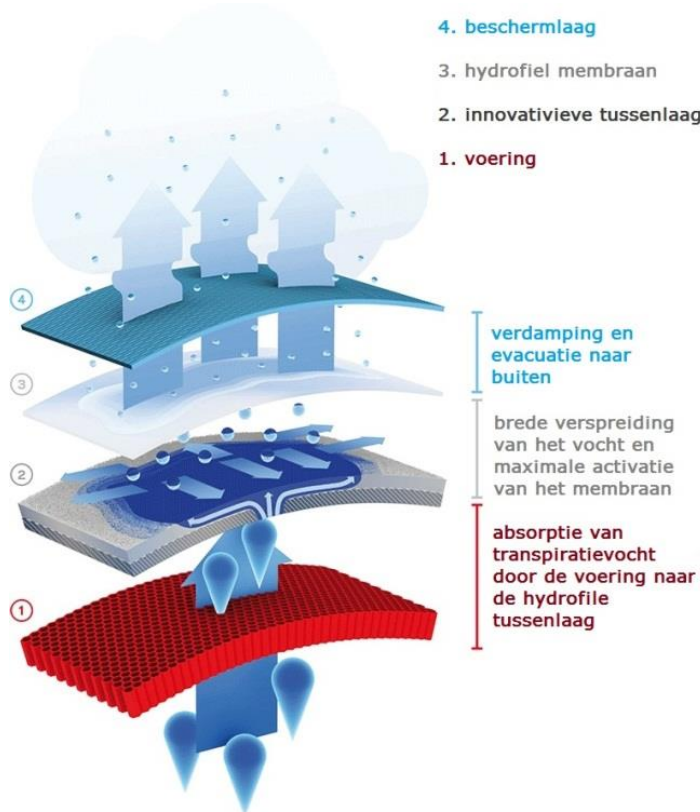 4. beschermlaag
3. hydrofiel membraan
2. innovativieve tussenlaag
1. voering
4
verdamping en
evacuatie naar
buiten
3
brede verspreiding
van het vocht en
maximale activatie
van het membraan
2
absorptie van
transpiratievocht
door de voering naar
de hydrofile
tussenlaag
1